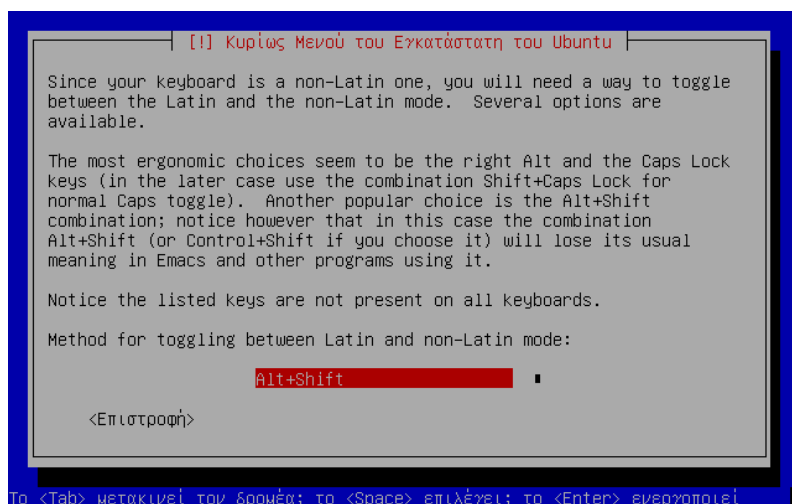 [!] Κυρίως Μενού του Εγκατάστατη του Ubuntu
Since your keyboard is a non-Latin one, you will need a way to toggle
between the Latin and the non-Latin mode.  Several options are
available.
The most ergonomic choices seem to be the right Alt and the Caps Lock
keys (in the later case use the combination Shift+Caps Lock for
normal Caps toggle).  Another popular choice is the Alt+Shift
combination; notice however that in this case the combination
Alt+Shift (or Control+Shift if you choose it) will lose its usual
meaning in Emacs and other programs using it.
Notice the listed keys are not present on all keyboards.
Method for toggling between Latin and non-Latin mode:
Alt+Shift
<Επιστροφή>
Το <Tab> μετακινεί τον δρομέα; το <Space> επιλέγει; το <Enter> ενεργοποιεί